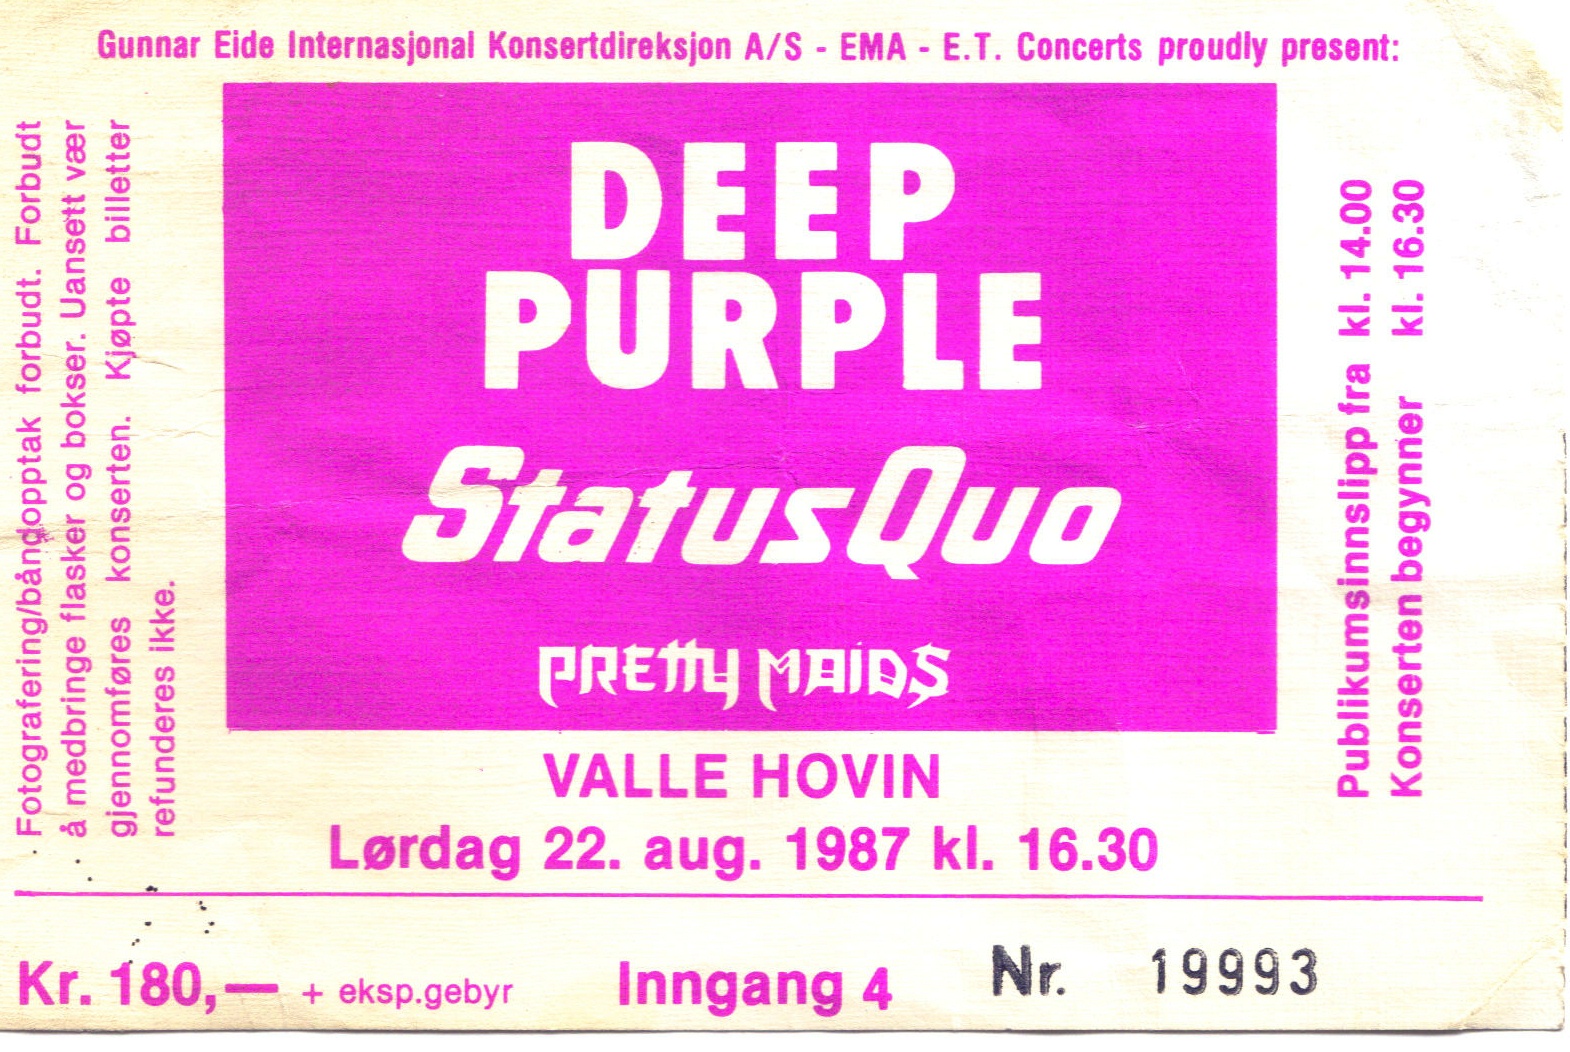 Gunnar Eide Internasjonal Konsertdireksjon A/S - EMA - E.T. Concerts proudly present:
Fotografering/båndopptak forbudt. Forbudt
å medbringe flasker og bokser. Uansett vær
gjennomføres konserten. Kjøpte billetter
refunderes ikke.
DEEP
PURPLE
Status Quo
PRETTY MAIDS
Publikumsinnslipp fra kl. 14.00
Konserten begynner kl. 16.30
VALLE HOVIN
Lørdag 22. aug. 1987 kl. 16.30
Kr. 180,— + eksp.gebyr Inngang 4 Nr. 19993